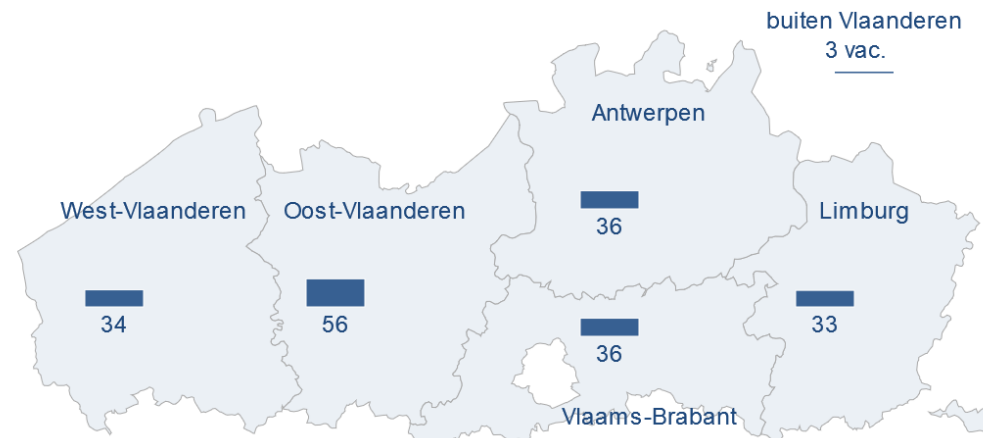 buiten Vlaanderen
3 vac.
Antwerpen
36
West-Vlaanderen
34
Oost-Vlaanderen
56
Limburg
33
36
Vlaams-Brabant